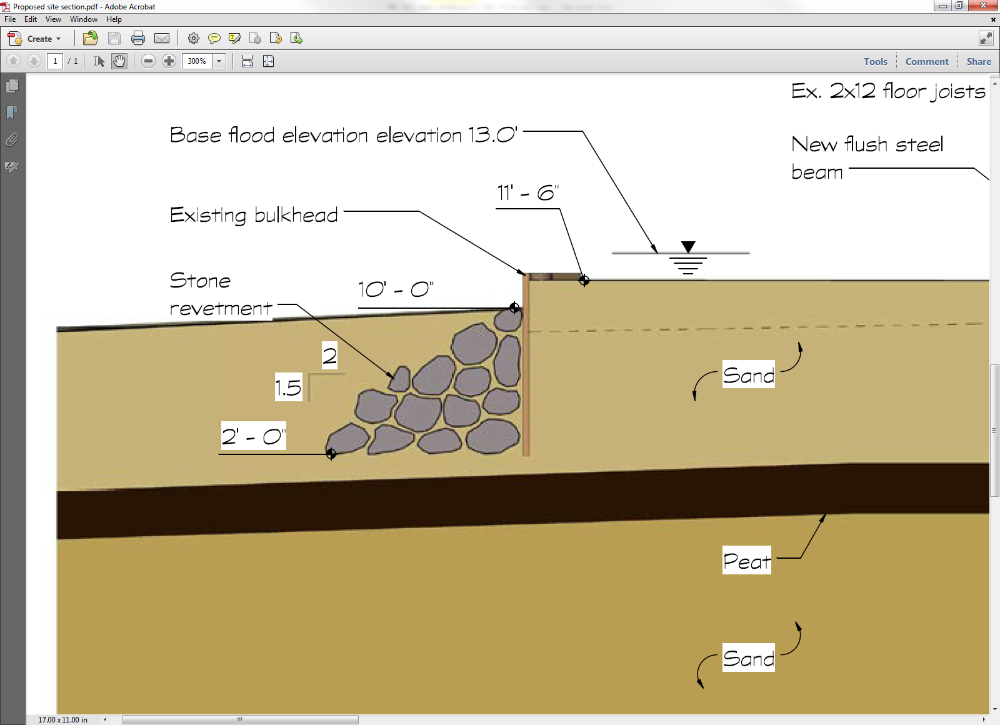 Proposed site section.pdf - Adobe Acrobat
File Edit View Window Help
Create
1 / 1
300%
Tools Comment Share
Ex. 2x12 floor joists
Base flood elevation elevation 13.0'
New flush steel
beam
11' - 6"
Existing bulkhead
Stone
revetment
10' - 0"
2
1.5
Sand
2' - 0"
Peat
Sand
17.00 x 11.00 in